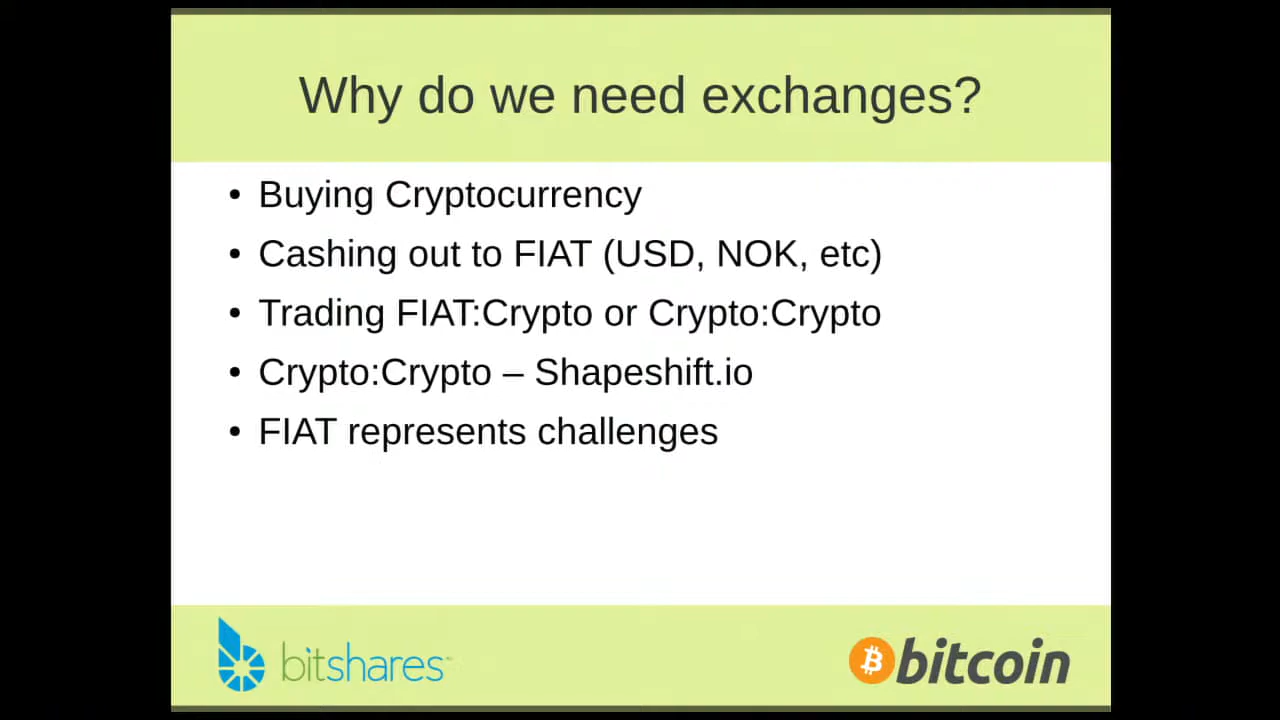 Why do we need exchanges?
• Buying Cryptocurrency
• Cashing out to FIAT (USD, NOK, etc)
• Trading FIAT:Crypto or Crypto:Crypto
• Crypto:Crypto – Shapeshift.io
• FIAT represents challenges
bitshares
bitcoin